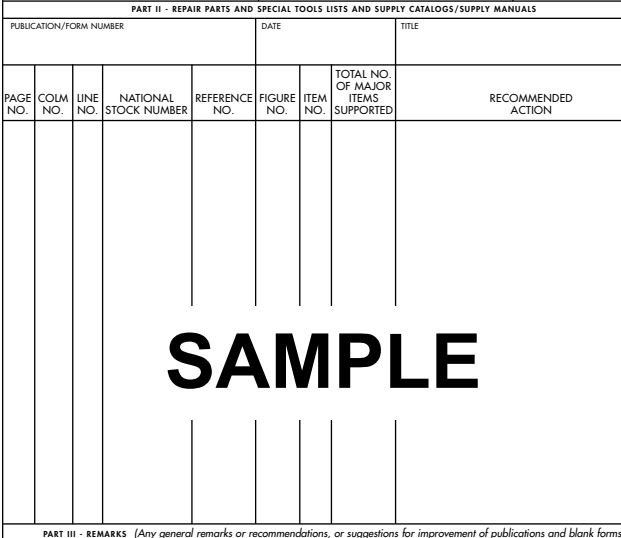 PART II - REPAIR PARTS AND SPECIAL TOOLS LISTS AND SUPPLY CATALOGS/SUPPLY MANUALS
PUBLICATION/FORM NUMBER DATE TITLE
PAGE NO. COLM NO. LINE NO. NATIONAL STOCK NUMBER REFERENCE NO. FIGURE NO. ITEM NO. TOTAL NO. OF MAJOR ITEMS SUPPORTED RECOMMENDED ACTION
SAMPLE
PART III - REMARKS (Any general remarks or recommendations, or suggestions for improvement of publications and blank forms